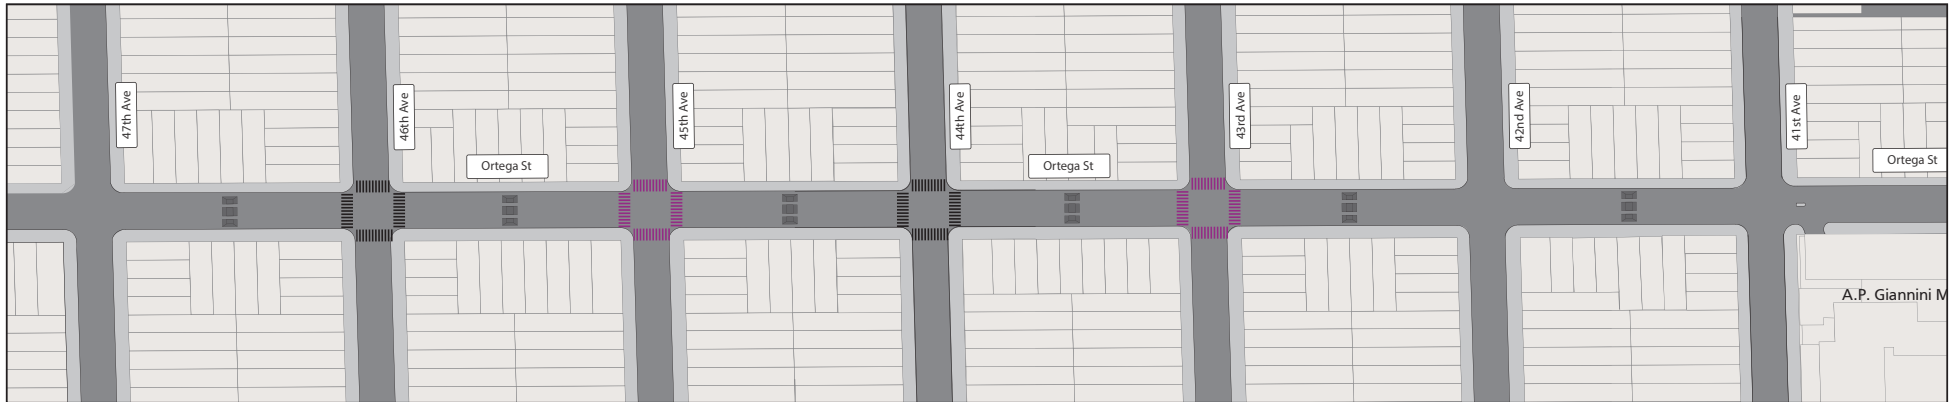 47th Ave
46th Ave
45th Ave
44th Ave
43rd Ave
42nd Ave
41st Ave
Ortega St
Ortega St
Ortega St
A.P. Giannini M